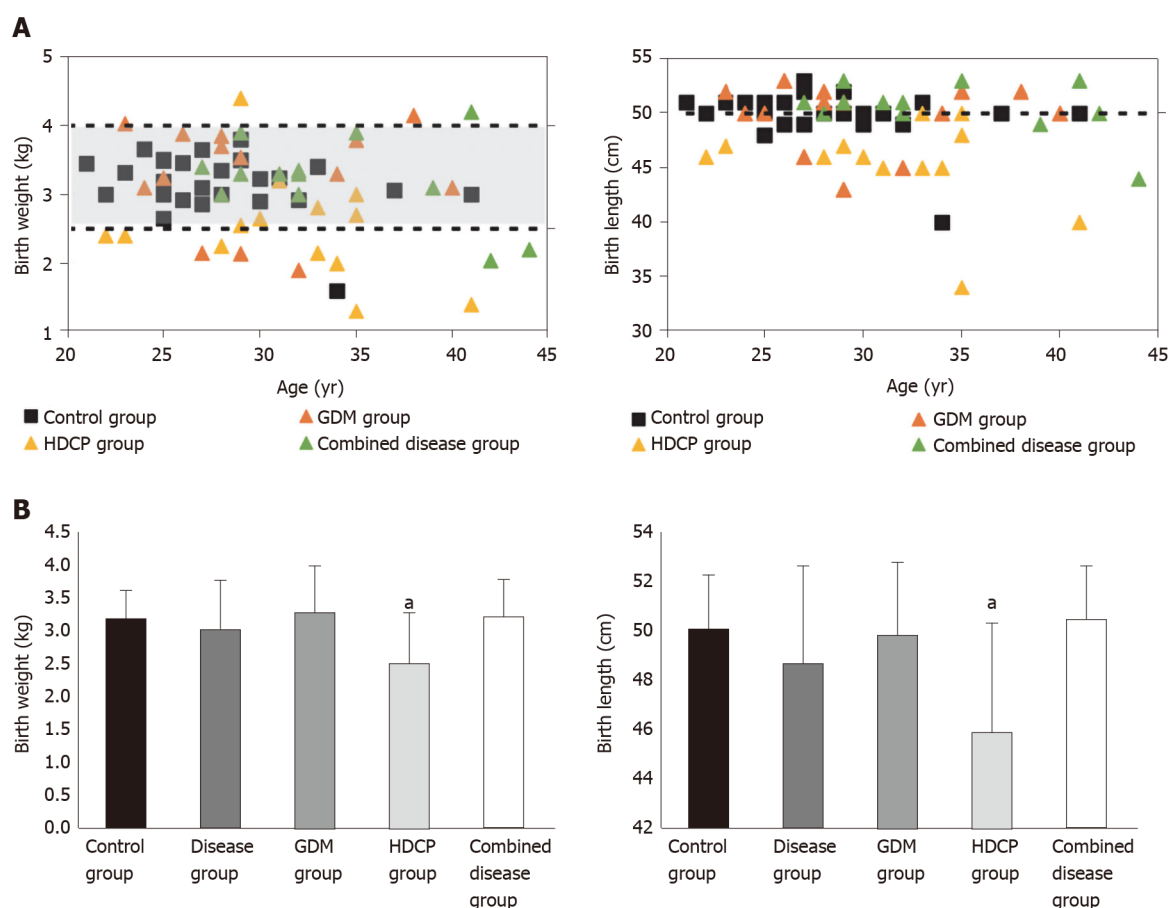 A
5
4
3
2
1
Birth weight (kg)
20 25 30 35 40 45
Age (yr)
Control group
GDM group
HDCP group
Combined disease group
55
50
45
40
35
30
Birth length (cm)
20 25 30 35 40 45
Age (yr)
Control group
GDM group
HDCP group
Combined disease group
B
4.5
4.0
3.5
3.0
2.5
2.0
1.5
1.0
0.5
0.0
Birth weight (kg)
a
Control group
Disease group
GDM group
HDCP group
Combined disease group
54
52
50
48
46
44
42
Birth length (cm)
a
Control group
Disease group
GDM group
HDCP group
Combined disease group